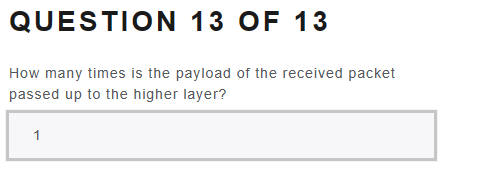 QUESTION 13 OF 13
How many times is the payload of the received packet
passed up to the higher layer?
1